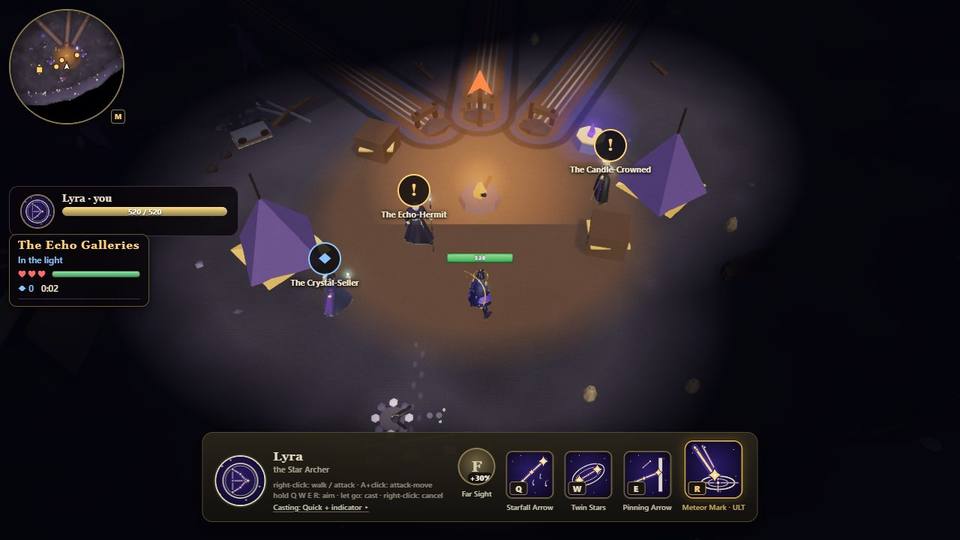 M
Lyra · you
520 / 520
The Echo Galleries
In the light
0 0:02
!
The Candle-Crowned
!
The Echo-Hermit
The Crystal-Seller
Lyra
the Star Archer
right-click: walk / attack · A+click: attack-move
hold Q W E R: aim · let go: cast · right-click: cancel
Casting: Quick + indicator
F
+30%
Far Sight
Q
Starfall Arrow
W
Twin Stars
E
Pinning Arrow
R
Meteor Mark · ULT